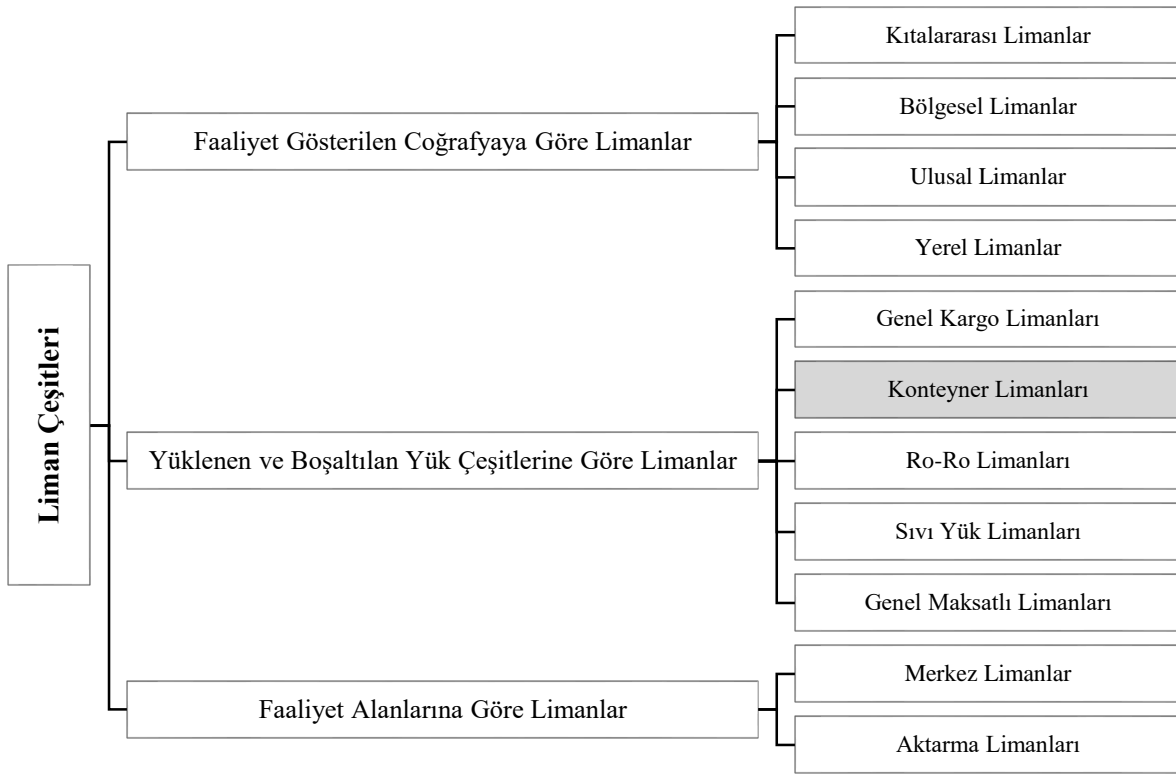 Liman Çeşitleri
Faaliyet Gösterilen Coğrafyaya Göre Limanlar
Kıtalararası Limanlar
Bölgesel Limanlar
Ulusal Limanlar
Yerel Limanlar
Yüklenen ve Boşaltılan Yük Çeşitlerine Göre Limanlar
Genel Kargo Limanları
Konteyner Limanları
Ro-Ro Limanları
Sıvı Yük Limanları
Genel Maksatlı Limanları
Faaliyet Alanlarına Göre Limanlar
Merkez Limanlar
Aktarma Limanları